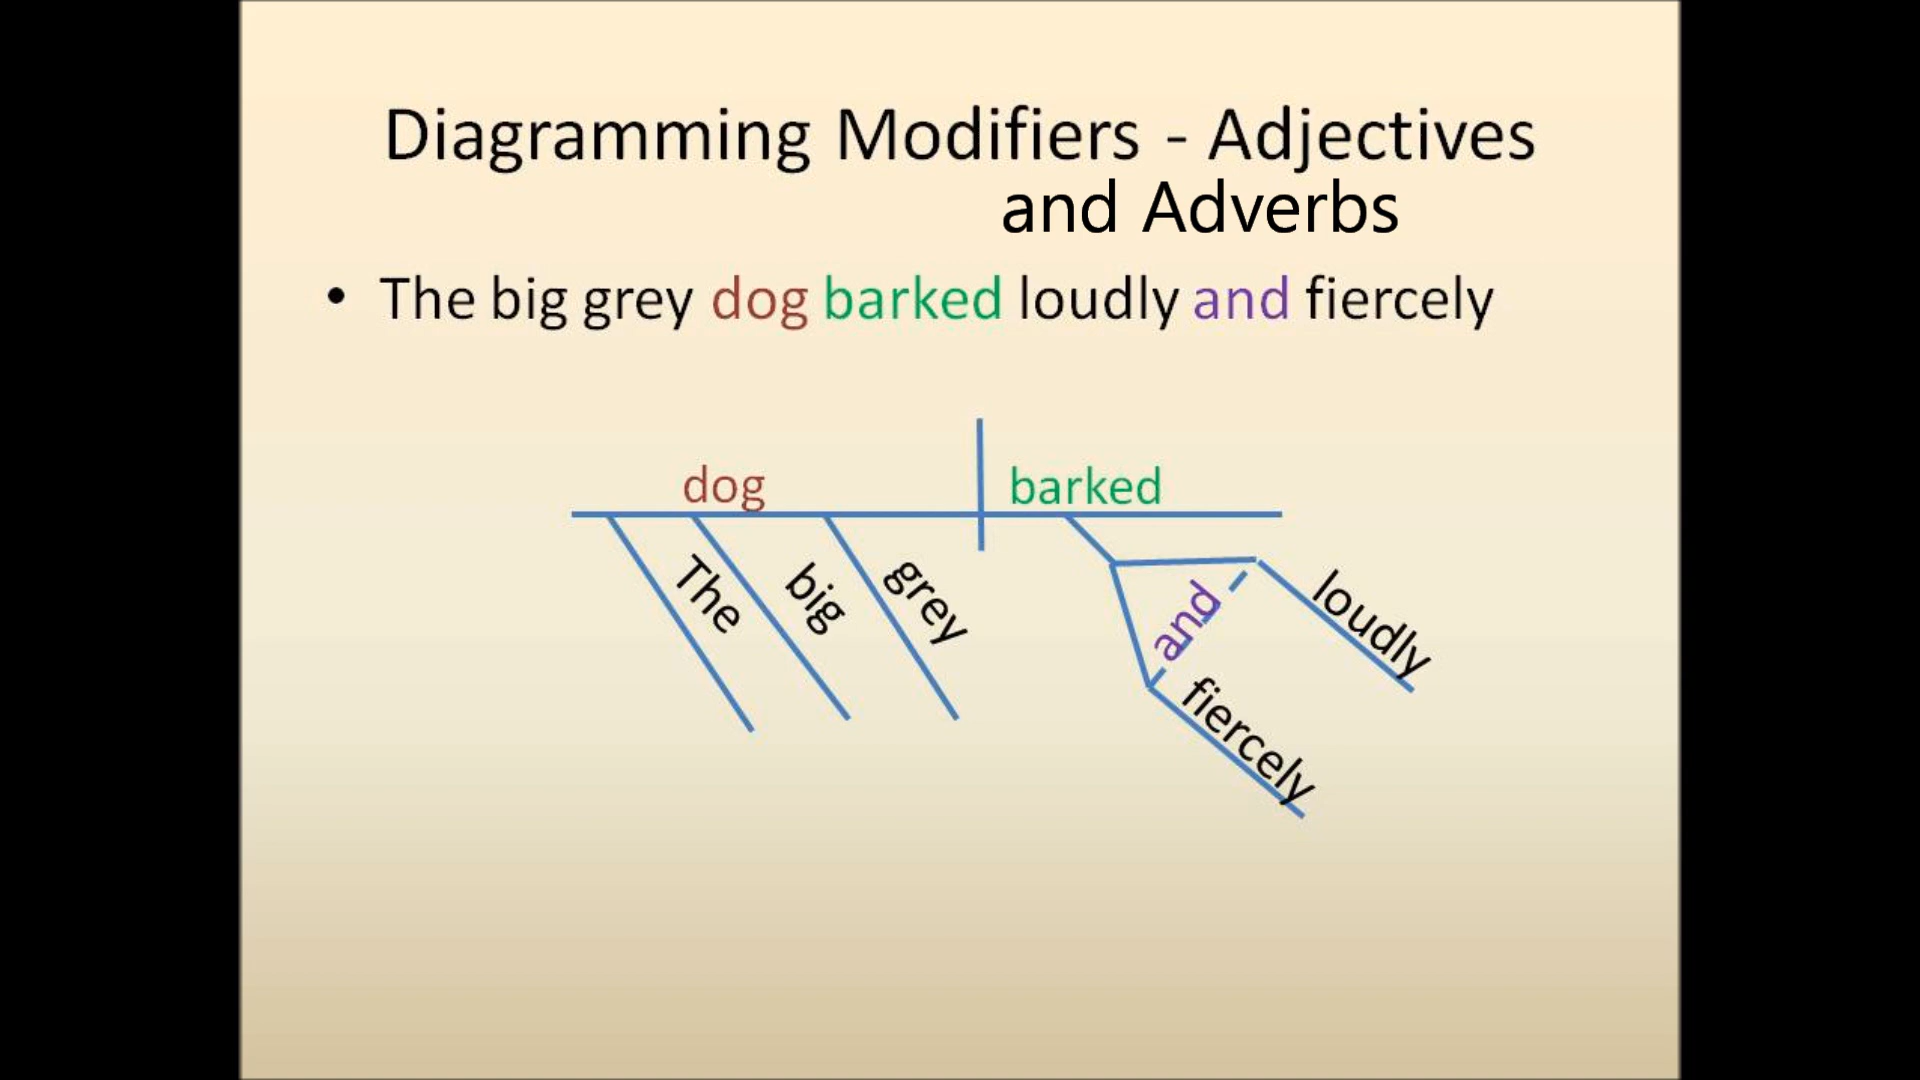 Diagramming Modifiers - Adjectives
and Adverbs
• The big grey dog barked loudly and fiercely
dog
barked
The
big
grey
and
loudly
fiercely